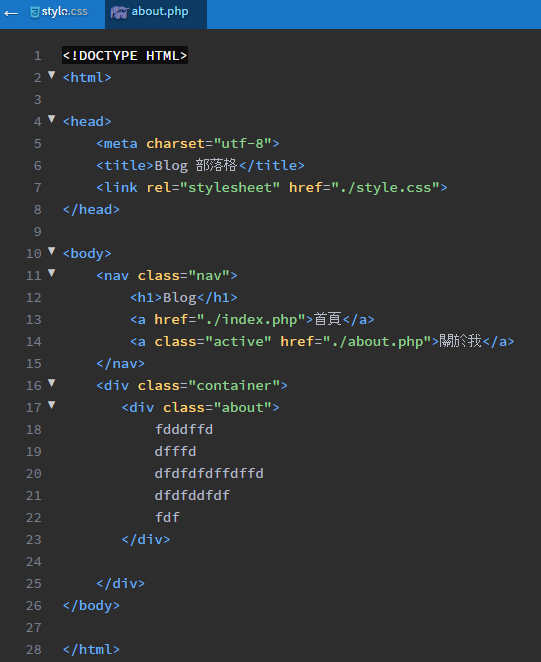 ← style.css about.php
1 <!DOCTYPE HTML>
2 <html>
3
4 <head>
5 <meta charset="utf-8">
6 <title>Blog 部落格</title>
7 <link rel="stylesheet" href="./style.css">
8 </head>
9
10 <body>
11 <nav class="nav">
12 <h1>Blog</h1>
13 <a href="./index.php">首頁</a>
14 <a class="active" href="./about.php">關於我</a>
15 </nav>
16 <div class="container">
17 <div class="about">
18 fdddffd
19 dfffd
20 dfdfdfdffdffd
21 dfdfddfdf
22 fdf
23 </div>
24
25 </div>
26 </body>
27
28 </html>